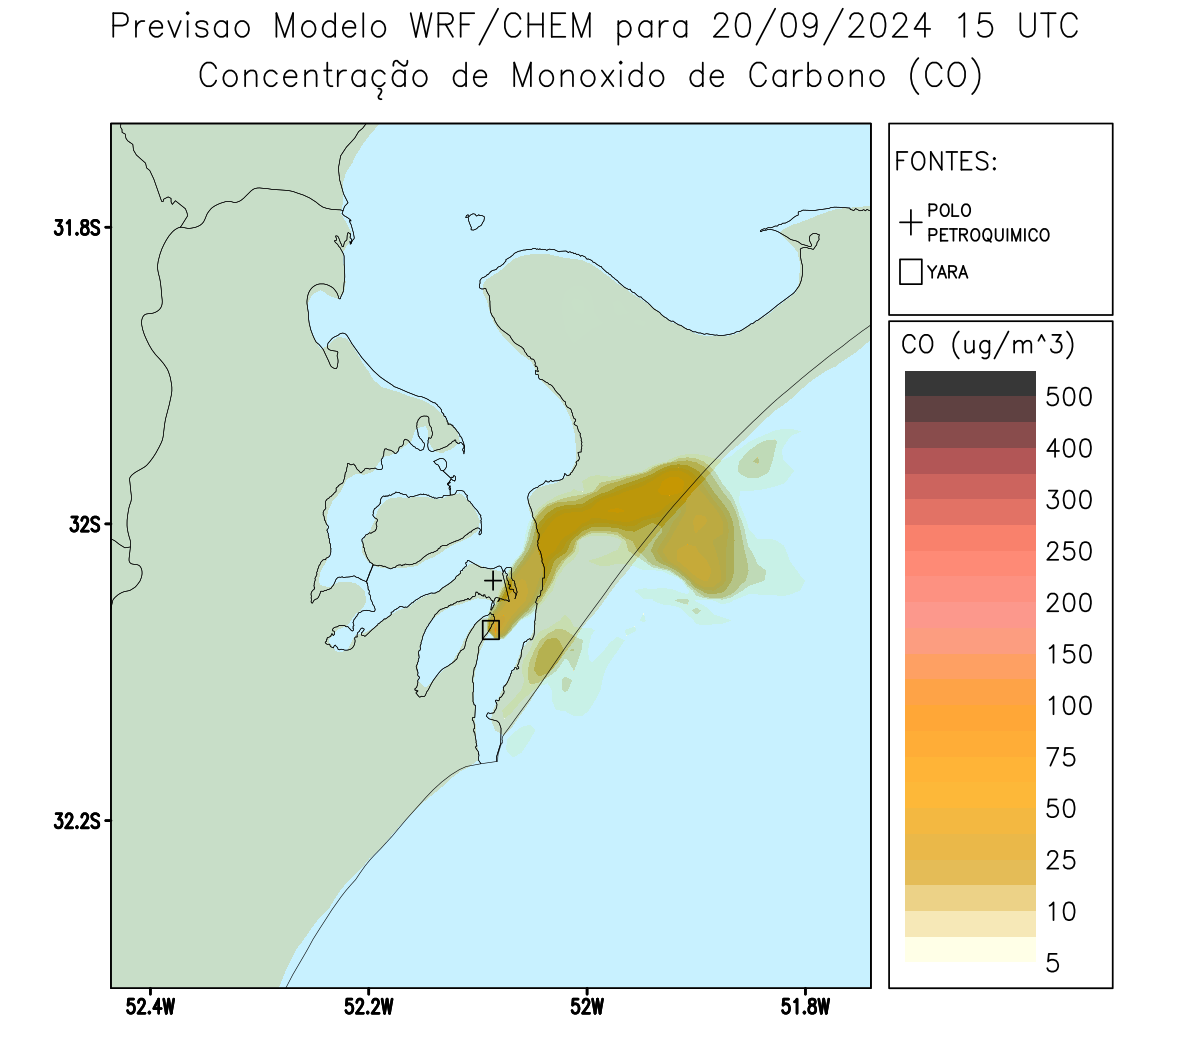 Previsao Modelo WRF/CHEM para 20/09/2024 15 UTC
Concentração de Monoxido de Carbono (CO)
FONTES:
POLO
PETROQUIMICO
YARA
CO (ug/m^3)
500
400
300
250
200
150
100
75
50
25
10
5
31.8S
32S
32.2S
52.4W
52.2W
52W
51.8W